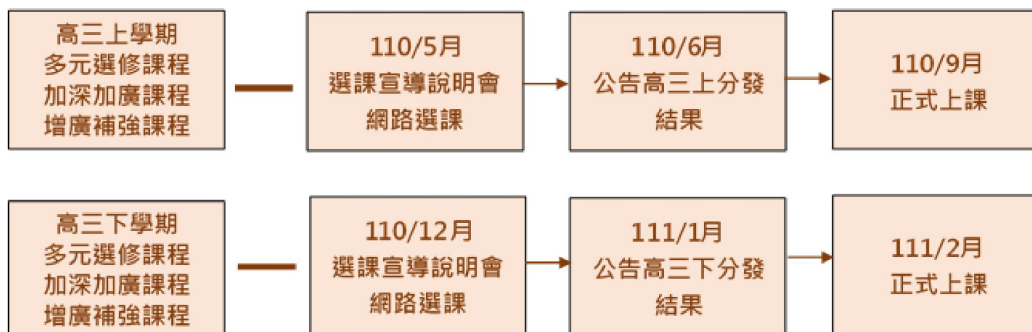 高三上學期
多元選修課程
加深加廣課程
增廣補強課程
110/5月
選課宣導說明會
網路選課
110/6月
公告高三上分發
結果
110/9月
正式上課
高三下學期
多元選修課程
加深加廣課程
增廣補強課程
110/12月
選課宣導說明會
網路選課
111/1月
公告高三下分發
結果
111/2月
正式上課